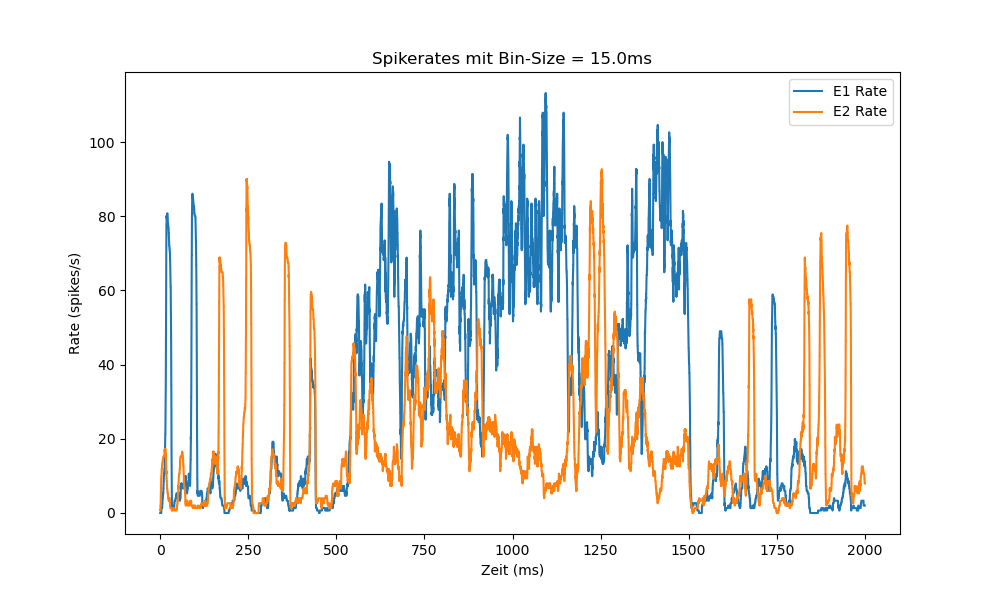 Spikerates mit Bin-Size = 15.0ms
E1 Rate
E2 Rate
Rate (spikes/s)
100
80
60
40
20
0
0 250 500 750 1000 1250 1500 1750 2000
Zeit (ms)